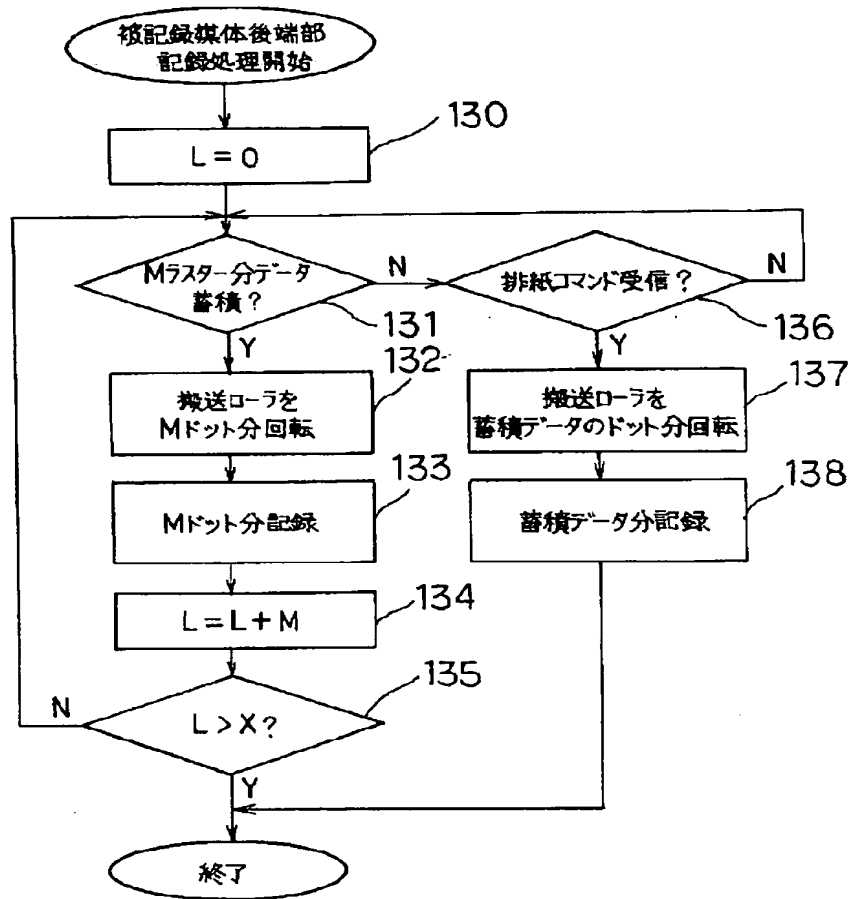 被記録媒体後端部
記録処理開始
130
L=0
Mラスター分データ
蓄積?
N
131
Y
排紙コマンド受信?
N
136
Y
132
搬送ローラを
Mドット分回転
137
搬送ローラを
蓄積データのドット分回転
133
Mドット分記録
138
蓄積データ分記録
134
L=L+M
135
N
L>X?
Y
終了